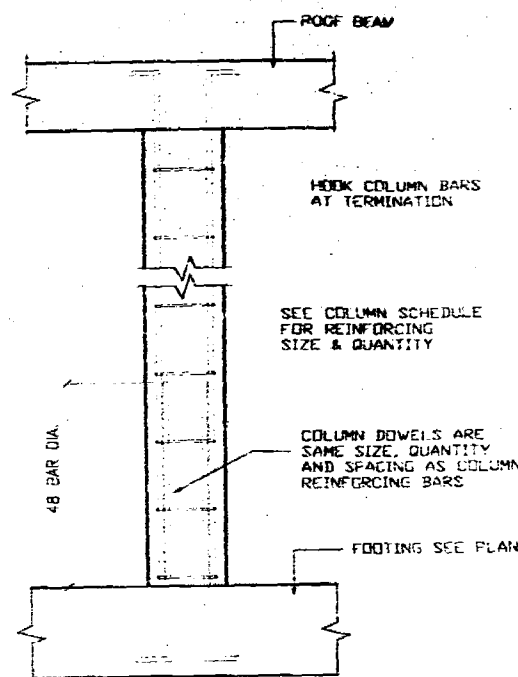 ROOF BEAM
HOOK COLUMN BARS
AT TERMINATION
SEE COLUMN SCHEDULE
FOR REINFORCING
SIZE & QUANTITY
48 BAR DIA.
COLUMN DOWELS ARE
SAME SIZE, QUANTITY
AND SPACING AS COLUMN
REINFORCING BARS
FOOTING SEE PLAN